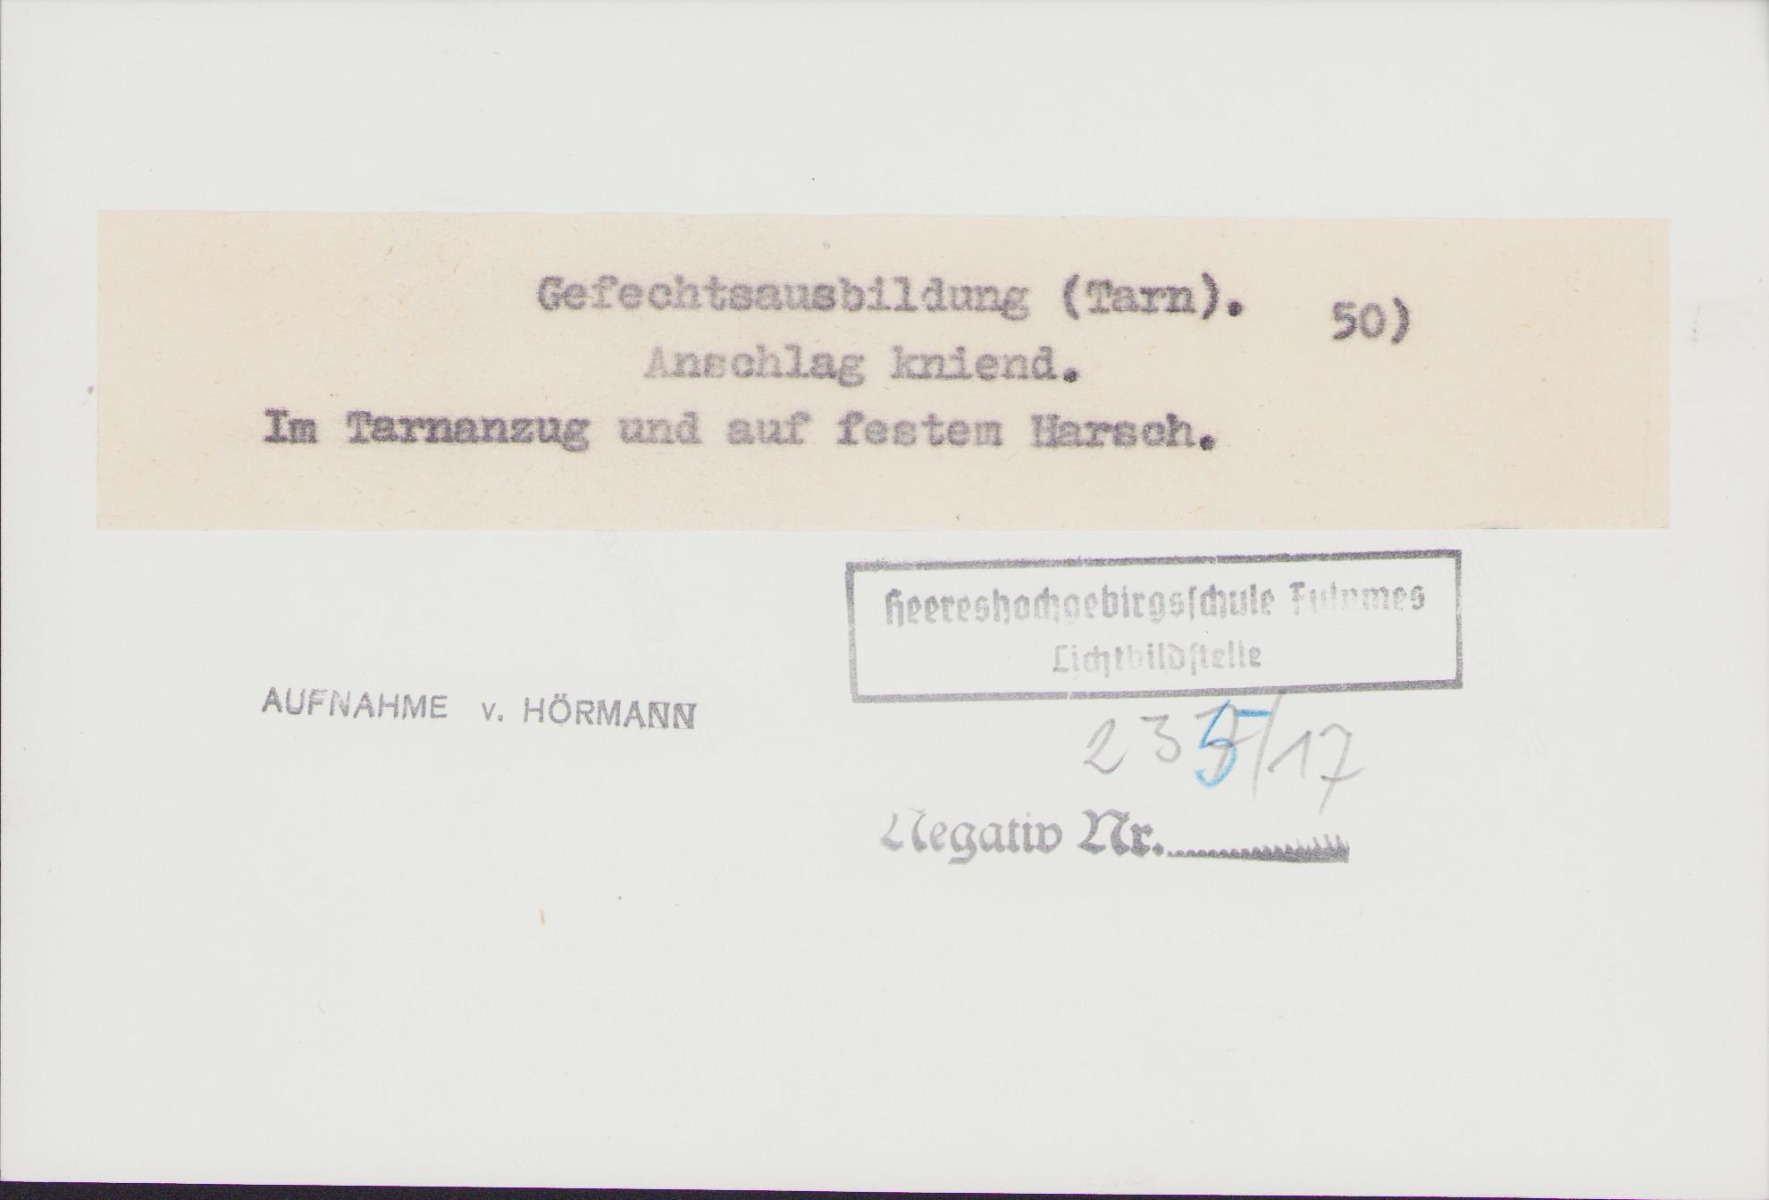 Gefechtsausbildung (Tarn). 50)
Anschlag kniend.
Im Tarnanzug und auf festem Harsch.
Heereshochgebirgsschule Fulpmes
Lichtbildstelle
AUFNAHME v. HÖRMANN
235/17
Negativ Nr.